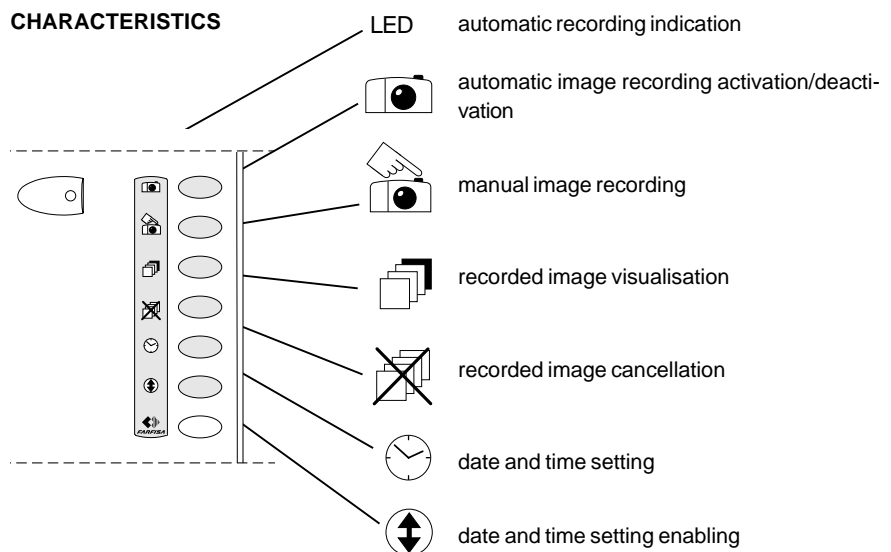 CHARACTERISTICS
LED automatic recording indication
automatic image recording activation/deacti-
vation
manual image recording
recorded image visualisation
recorded image cancellation
date and time setting
FARFISA
date and time setting enabling